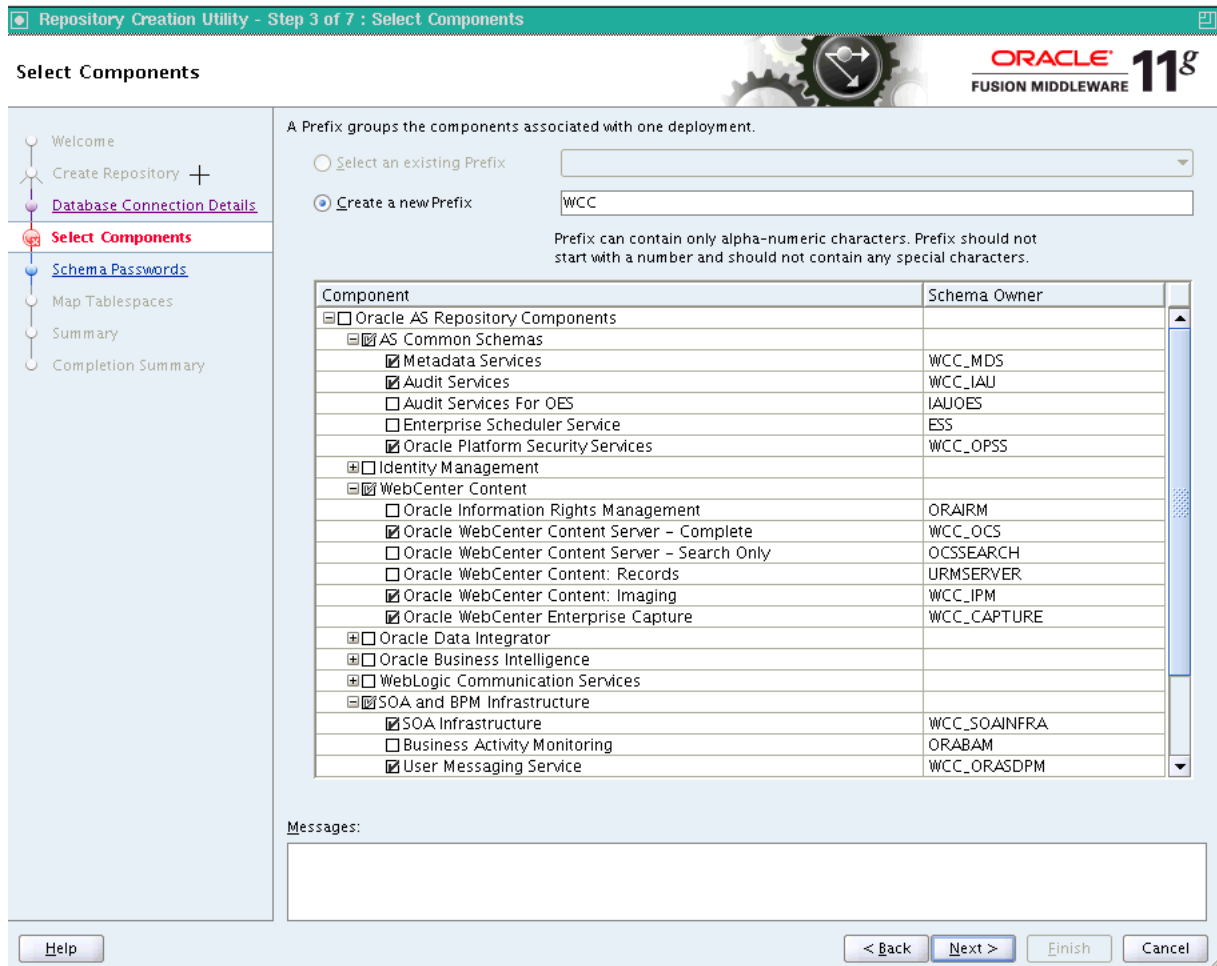 Repository Creation Utility - Step 3 of 7 : Select Components
Select Components
ORACLE
FUSION MIDDLEWARE
11g
Welcome
Create Repository
Database Connection Details
Select Components
Schema Passwords
Map Tablespaces
Summary
Completion Summary
A Prefix groups the components associated with one deployment.
Select an existing Prefix
Create a new Prefix WCC
Prefix can contain only alpha-numeric characters. Prefix should not
start with a number and should not contain any special characters.
Component Schema Owner
Oracle AS Repository Components
AS Common Schemas
Metadata Services WCC_MDS
Audit Services WCC_IAU
Audit Services For OES IAUOES
Enterprise Scheduler Service ESS
Oracle Platform Security Services WCC_OPSS
Identity Management
WebCenter Content
Oracle Information Rights Management ORAIRM
Oracle WebCenter Content Server - Complete WCC_OCS
Oracle WebCenter Content Server - Search Only OCSSEARCH
Oracle WebCenter Content: Records URMSERVER
Oracle WebCenter Content: Imaging WCC_IPM
Oracle WebCenter Enterprise Capture WCC_CAPTURE
Oracle Data Integrator
Oracle Business Intelligence
WebLogic Communication Services
SOA and BPM Infrastructure
SOA Infrastructure WCC_SOAINFRA
Business Activity Monitoring ORABAM
User Messaging Service WCC_ORASDPM
Messages:
Help
< Back
Next >
Finish
Cancel